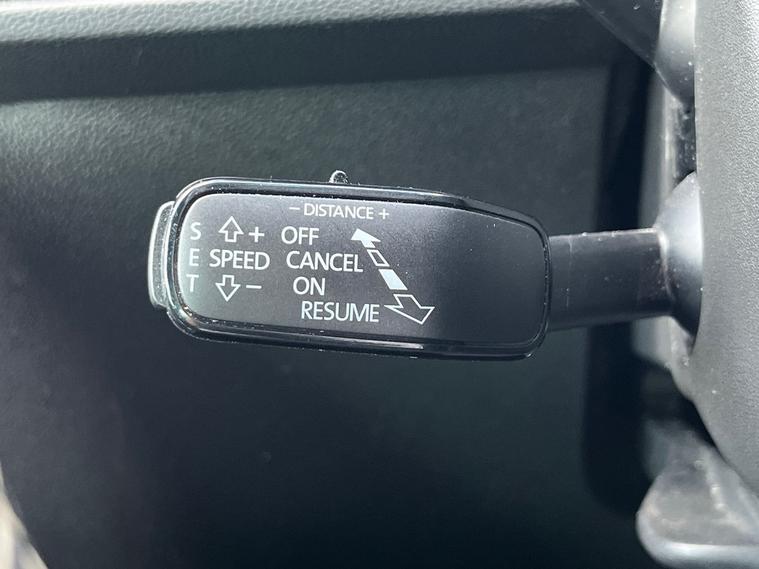 − DISTANCE +
S + OFF
E SPEED CANCEL
T − ON
RESUME